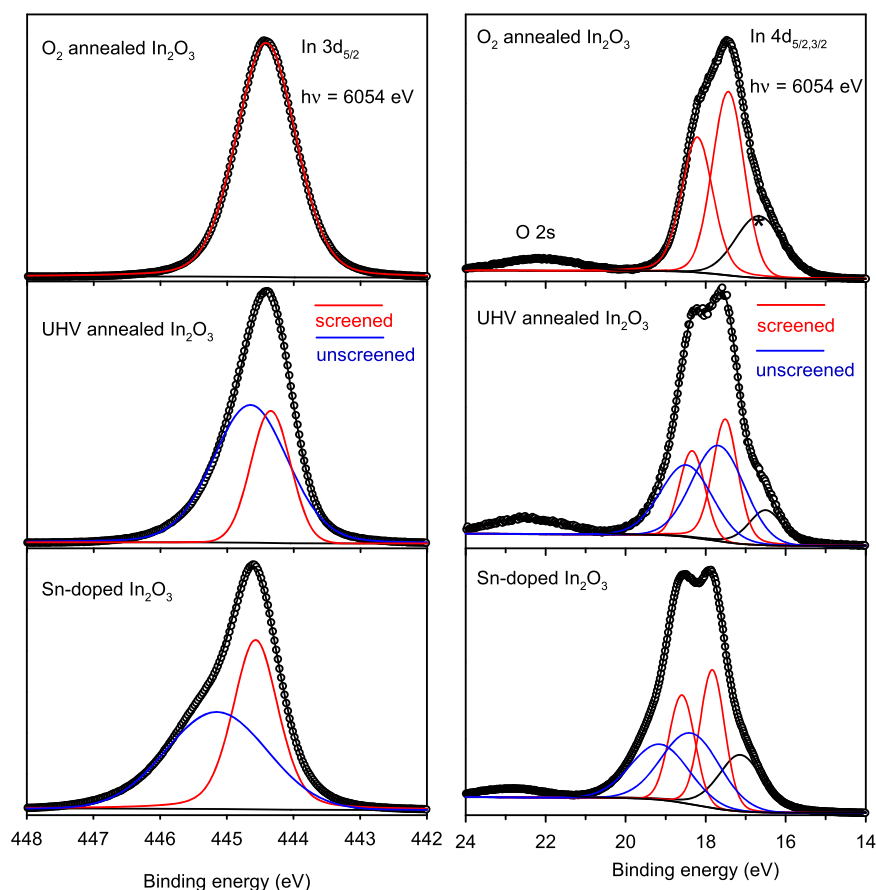 O₂ annealed In₂O₃
In 3d₅/₂
hν = 6054 eV
UHV annealed In₂O₃
screened
unscreened
Sn-doped In₂O₃
448 447 446 445 444 443 442
Binding energy (eV)
O₂ annealed In₂O₃
In 4d₅/₂,₃/₂
hν = 6054 eV
O 2s
*
UHV annealed In₂O₃
screened
unscreened
Sn-doped In₂O₃
24 22 20 18 16 14
Binding energy (eV)